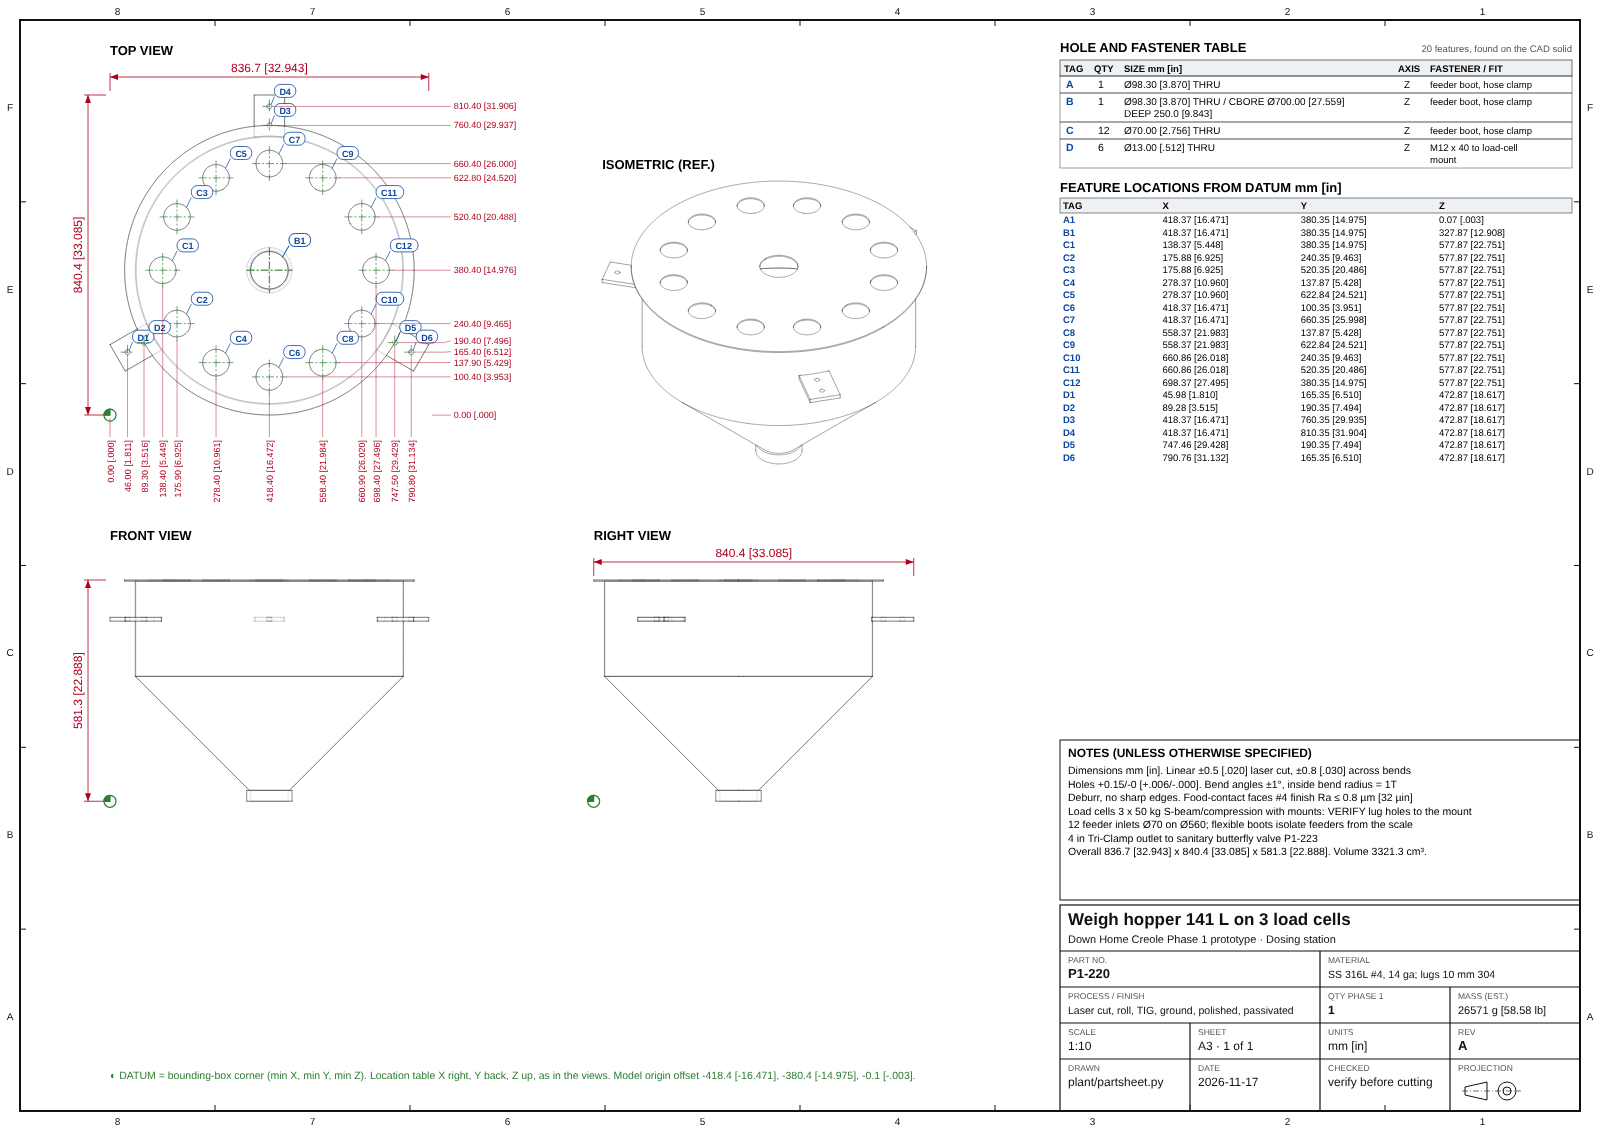 8 7 6 5 4 3 2 1
F E D C B A
TOP VIEW
836.7 [32.943]
840.4 [33.085]
D4
D3
C7
C5
C9
C3
C11
B1
C1
C12
C2
C10
D2
D1
D5
D6
C4
C8
C6
810.40 [31.906]
760.40 [29.937]
660.40 [26.000]
622.80 [24.520]
520.40 [20.488]
380.40 [14.976]
240.40 [9.465]
190.40 [7.496]
165.40 [6.512]
137.90 [5.429]
100.40 [3.953]
0.00 [.000]
0.00 [.000]
46.00 [1.811]
89.30 [3.516]
138.40 [5.449]
175.90 [6.925]
278.40 [10.961]
418.40 [16.472]
558.40 [21.984]
660.90 [26.020]
698.40 [27.496]
747.50 [29.429]
790.80 [31.134]
ISOMETRIC (REF.)
FRONT VIEW
581.3 [22.888]
RIGHT VIEW
840.4 [33.085]
HOLE AND FASTENER TABLE 20 features, found on the CAD solid
TAG QTY SIZE mm [in] AXIS FASTENER / FIT
A 1 Ø98.30 [3.870] THRU Z feeder boot, hose clamp
B 1 Ø98.30 [3.870] THRU / CBORE Ø700.00 [27.559] Z feeder boot, hose clamp
DEEP 250.0 [9.843]
C 12 Ø70.00 [2.756] THRU Z feeder boot, hose clamp
D 6 Ø13.00 [.512] THRU Z M12 x 40 to load-cell
mount
FEATURE LOCATIONS FROM DATUM mm [in]
TAG X Y Z
A1 418.37 [16.471] 380.35 [14.975] 0.07 [.003]
B1 418.37 [16.471] 380.35 [14.975] 327.87 [12.908]
C1 138.37 [5.448] 380.35 [14.975] 577.87 [22.751]
C2 175.88 [6.925] 240.35 [9.463] 577.87 [22.751]
C3 175.88 [6.925] 520.35 [20.486] 577.87 [22.751]
C4 278.37 [10.960] 137.87 [5.428] 577.87 [22.751]
C5 278.37 [10.960] 622.84 [24.521] 577.87 [22.751]
C6 418.37 [16.471] 100.35 [3.951] 577.87 [22.751]
C7 418.37 [16.471] 660.35 [25.998] 577.87 [22.751]
C8 558.37 [21.983] 137.87 [5.428] 577.87 [22.751]
C9 558.37 [21.983] 622.84 [24.521] 577.87 [22.751]
C10 660.86 [26.018] 240.35 [9.463] 577.87 [22.751]
C11 660.86 [26.018] 520.35 [20.486] 577.87 [22.751]
C12 698.37 [27.495] 380.35 [14.975] 577.87 [22.751]
D1 45.98 [1.810] 165.35 [6.510] 472.87 [18.617]
D2 89.28 [3.515] 190.35 [7.494] 472.87 [18.617]
D3 418.37 [16.471] 760.35 [29.935] 472.87 [18.617]
D4 418.37 [16.471] 810.35 [31.904] 472.87 [18.617]
D5 747.46 [29.428] 190.35 [7.494] 472.87 [18.617]
D6 790.76 [31.132] 165.35 [6.510] 472.87 [18.617]
NOTES (UNLESS OTHERWISE SPECIFIED)
Dimensions mm [in]. Linear ±0.5 [.020] laser cut, ±0.8 [.030] across bends
Holes +0.15/-0 [+.006/-.000]. Bend angles ±1°, inside bend radius = 1T
Deburr, no sharp edges. Food-contact faces #4 finish Ra ≤ 0.8 µm [32 µin]
Load cells 3 x 50 kg S-beam/compression with mounts: VERIFY lug holes to the mount
12 feeder inlets Ø70 on Ø560; flexible boots isolate feeders from the scale
4 in Tri-Clamp outlet to sanitary butterfly valve P1-223
Overall 836.7 [32.943] x 840.4 [33.085] x 581.3 [22.888]. Volume 3321.3 cm³.
Weigh hopper 141 L on 3 load cells
Down Home Creole Phase 1 prototype · Dosing station
PART NO. MATERIAL
P1-220 SS 316L #4, 14 ga; lugs 10 mm 304
PROCESS / FINISH QTY PHASE 1 MASS (EST.)
Laser cut, roll, TIG, ground, polished, passivated 1 26571 g [58.58 lb]
SCALE SHEET UNITS REV
1:10 A3 · 1 of 1 mm [in] A
DRAWN DATE CHECKED PROJECTION
plant/partsheet.py 2026-11-17 verify before cutting
DATUM = bounding-box corner (min X, min Y, min Z). Location table X right, Y back, Z up, as in the views. Model origin offset -418.4 [-16.471], -380.4 [-14.975], -0.1 [-.003].
F E D C B A
8 7 6 5 4 3 2 1